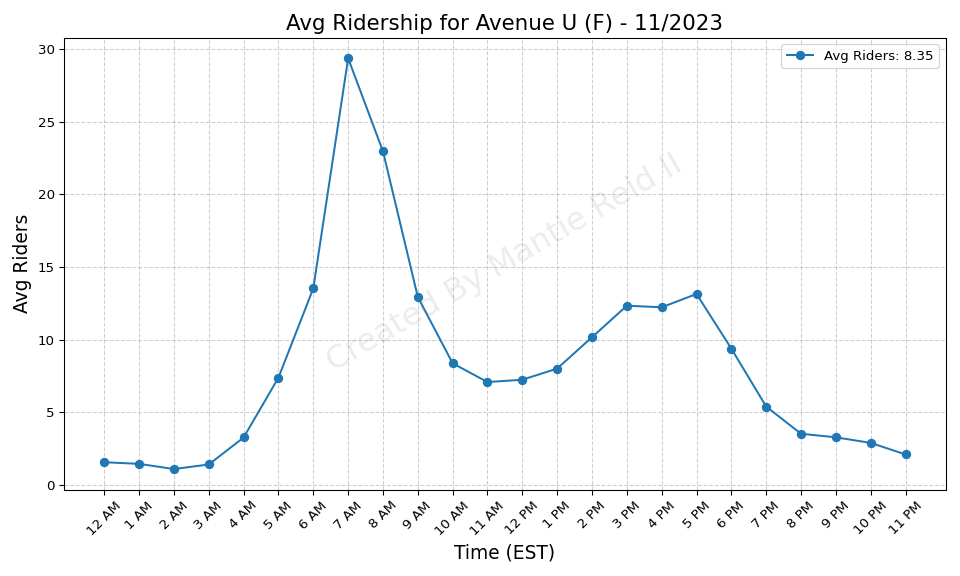 Avg Ridership for Avenue U (F) - 11/2023
Avg Riders: 8.35
Avg Riders
30
25
20
15
10
5
0
Created By Mantie Reid II
12 AM
1 AM
2 AM
3 AM
4 AM
5 AM
6 AM
7 AM
8 AM
9 AM
10 AM
11 AM
12 PM
1 PM
2 PM
3 PM
4 PM
5 PM
6 PM
7 PM
8 PM
9 PM
10 PM
11 PM
Time (EST)